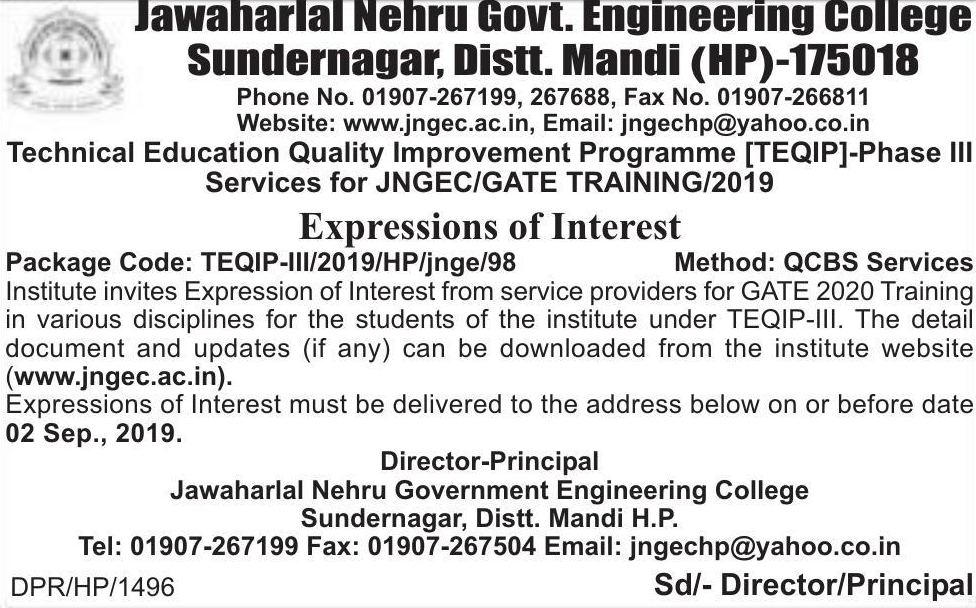 Jawaharlal Nehru Govt. Engineering College
Sundernagar, Distt. Mandi (HP)-175018
Phone No. 01907-267199, 267688, Fax No. 01907-266811
Website: www.jngec.ac.in, Email: jngechp@yahoo.co.in
Technical Education Quality Improvement Programme [TEQIP]-Phase III
Services for JNGEC/GATE TRAINING/2019
Expressions of Interest
Package Code: TEQIP-III/2019/HP/jnge/98 Method: QCBS Services
Institute invites Expression of Interest from service providers for GATE 2020 Training
in various disciplines for the students of the institute under TEQIP-III. The detail
document and updates (if any) can be downloaded from the institute website
(www.jngec.ac.in).
Expressions of Interest must be delivered to the address below on or before date
02 Sep., 2019.
Director-Principal
Jawaharlal Nehru Government Engineering College
Sundernagar, Distt. Mandi H.P.
Tel: 01907-267199 Fax: 01907-267504 Email: jngechp@yahoo.co.in
DPR/HP/1496 Sd/- Director/Principal